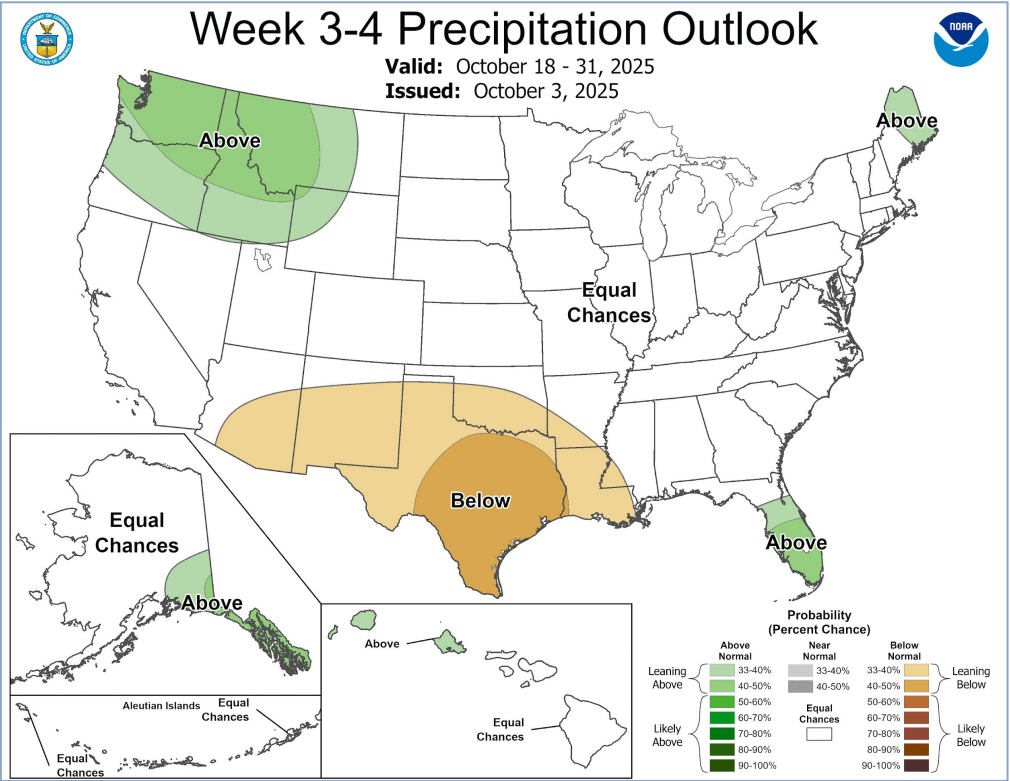 Week 3-4 Precipitation Outlook
Valid: October 18 - 31, 2025
Issued: October 3, 2025
NOAA
Above
Above
Equal
Chances
Below
Above
Equal
Chances
Above
Above
Equal
Chances
Aleutian Islands
Equal
Chances
Equal
Chances
Probability
(Percent Chance)
Above
Normal
Near
Normal
Below
Normal
Leaning
Above
33-40%
40-50%
Likely
Above
50-60%
60-70%
70-80%
80-90%
90-100%
33-40%
40-50%
Equal
Chances
33-40%
40-50%
Leaning
Below
50-60%
60-70%
70-80%
80-90%
90-100%
Likely
Below